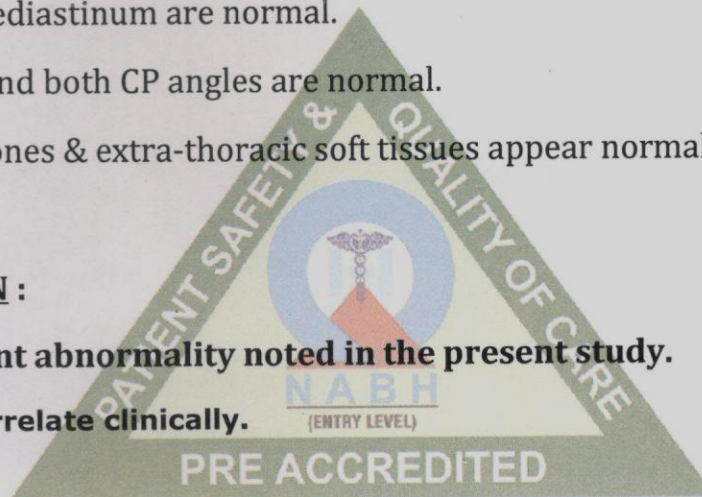 ediastinum are normal.
nd both CP angles are normal.
ones & extra-thoracic soft tissues appear normal
N :
nt abnormality noted in the present study.
rrelate clinically.
PATIENT SAFETY & QUALITY OF CARE
NABH
(ENTRY LEVEL)
PRE ACCREDITED